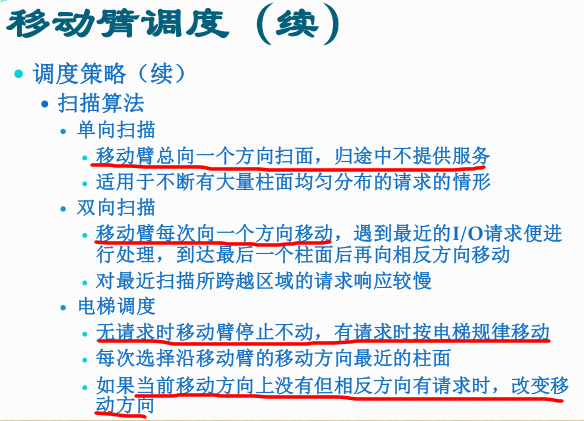 移动臂调度（续）
调度策略（续）
扫描算法
单向扫描
移动臂总向一个方向扫面，归途中不提供服务
适用于不断有大量柱面均匀分布的请求的情形
双向扫描
移动臂每次向一个方向移动，遇到最近的I/O请求便进
行处理，到达最后一个柱面后再向相反方向移动
对最近扫描所跨越区域的请求响应较慢
电梯调度
无请求时移动臂停止不动，有请求时按电梯规律移动
每次选择沿移动臂的移动方向最近的柱面
如果当前移动方向上没有但相反方向有请求时，改变移
动方向